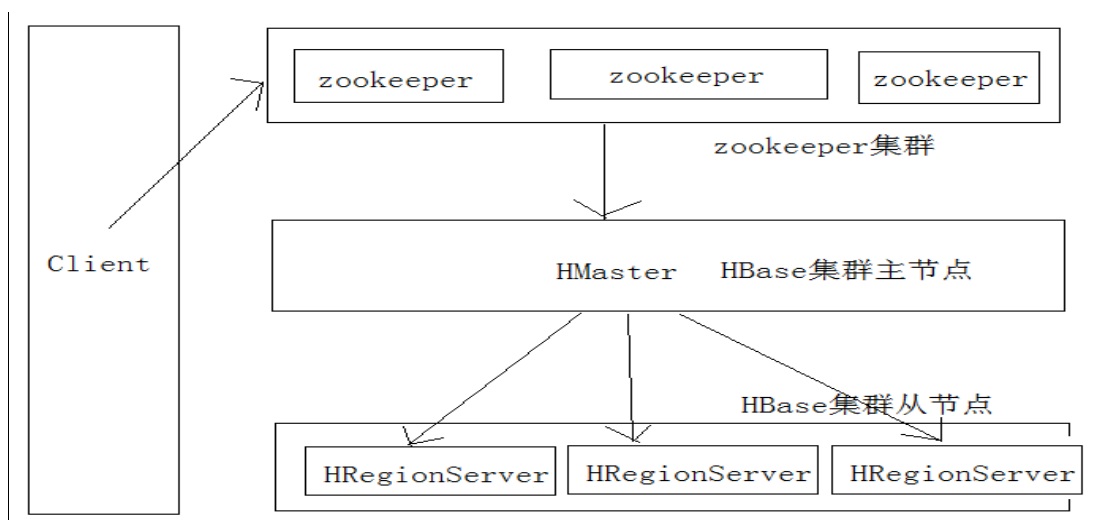 zookeeper
zookeeper
zookeeper
zookeeper集群
Client
HMaster HBase集群主节点
HBase集群从节点
HRegionServer
HRegionServer
HRegionServer